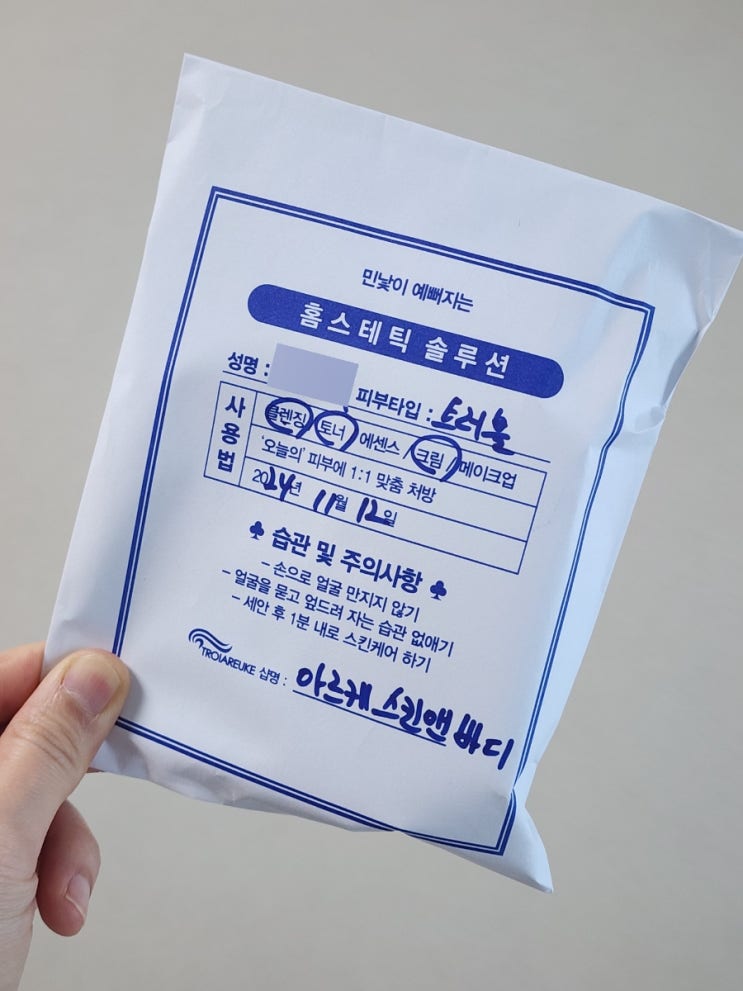 민낯이 예뻐자는
홈스테틱 솔루션
성명 : 피부타입 : 트러블
사용법
클렌징 / 토너 / 에센스 / 크림 / 메이크업
'오늘의' 피부에 1:1 맞춤 처방
2024년 11월 12일
♣ 습관 및 주의사항 ♣
- 손으로 얼굴 만지지 않기
- 얼굴을 묻고 엎드려 자는 습관 없애기
- 세안 후 1분 내로 스킨케어 하기
TROIAREUKE 샵명 : 아르케 스킨앤바디